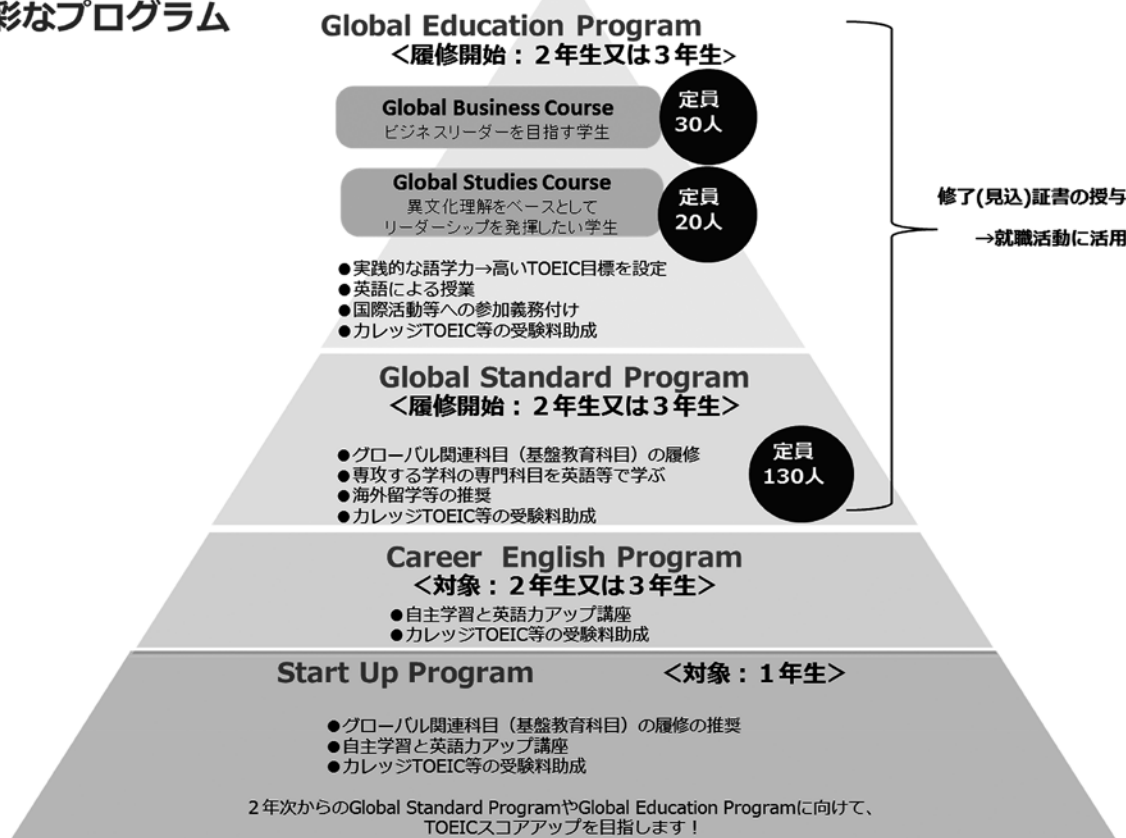 彩なプログラム
Global Education Program
<履修開始：２年生又は３年生>
Global Business Course
ビジネスリーダーを目指す学生
定員
30人
Global Studies Course
異文化理解をベースとして
リーダーシップを発揮したい学生
定員
20人
●実践的な語学力→高いTOEIC目標を設定
●英語による授業
●国際活動等への参加義務付け
●カレッジTOEIC等の受験料助成
修了(見込)証書の授与
→就職活動に活用
Global Standard Program
<履修開始：２年生又は３年生>
●グローバル関連科目（基盤教育科目）の履修
●専攻する学科の専門科目を英語等で学ぶ
●海外留学等の推奨
●カレッジTOEIC等の受験料助成
定員
130人
Career English Program
<対象：２年生又は３年生>
●自主学習と英語力アップ講座
●カレッジTOEIC等の受験料助成
Start Up Program <対象：１年生>
●グローバル関連科目（基盤教育科目）の履修の推奨
●自主学習と英語力アップ講座
●カレッジTOEIC等の受験料助成
２年次からのGlobal Standard ProgramやGlobal Education Programに向けて、
TOEICスコアアップを目指します！